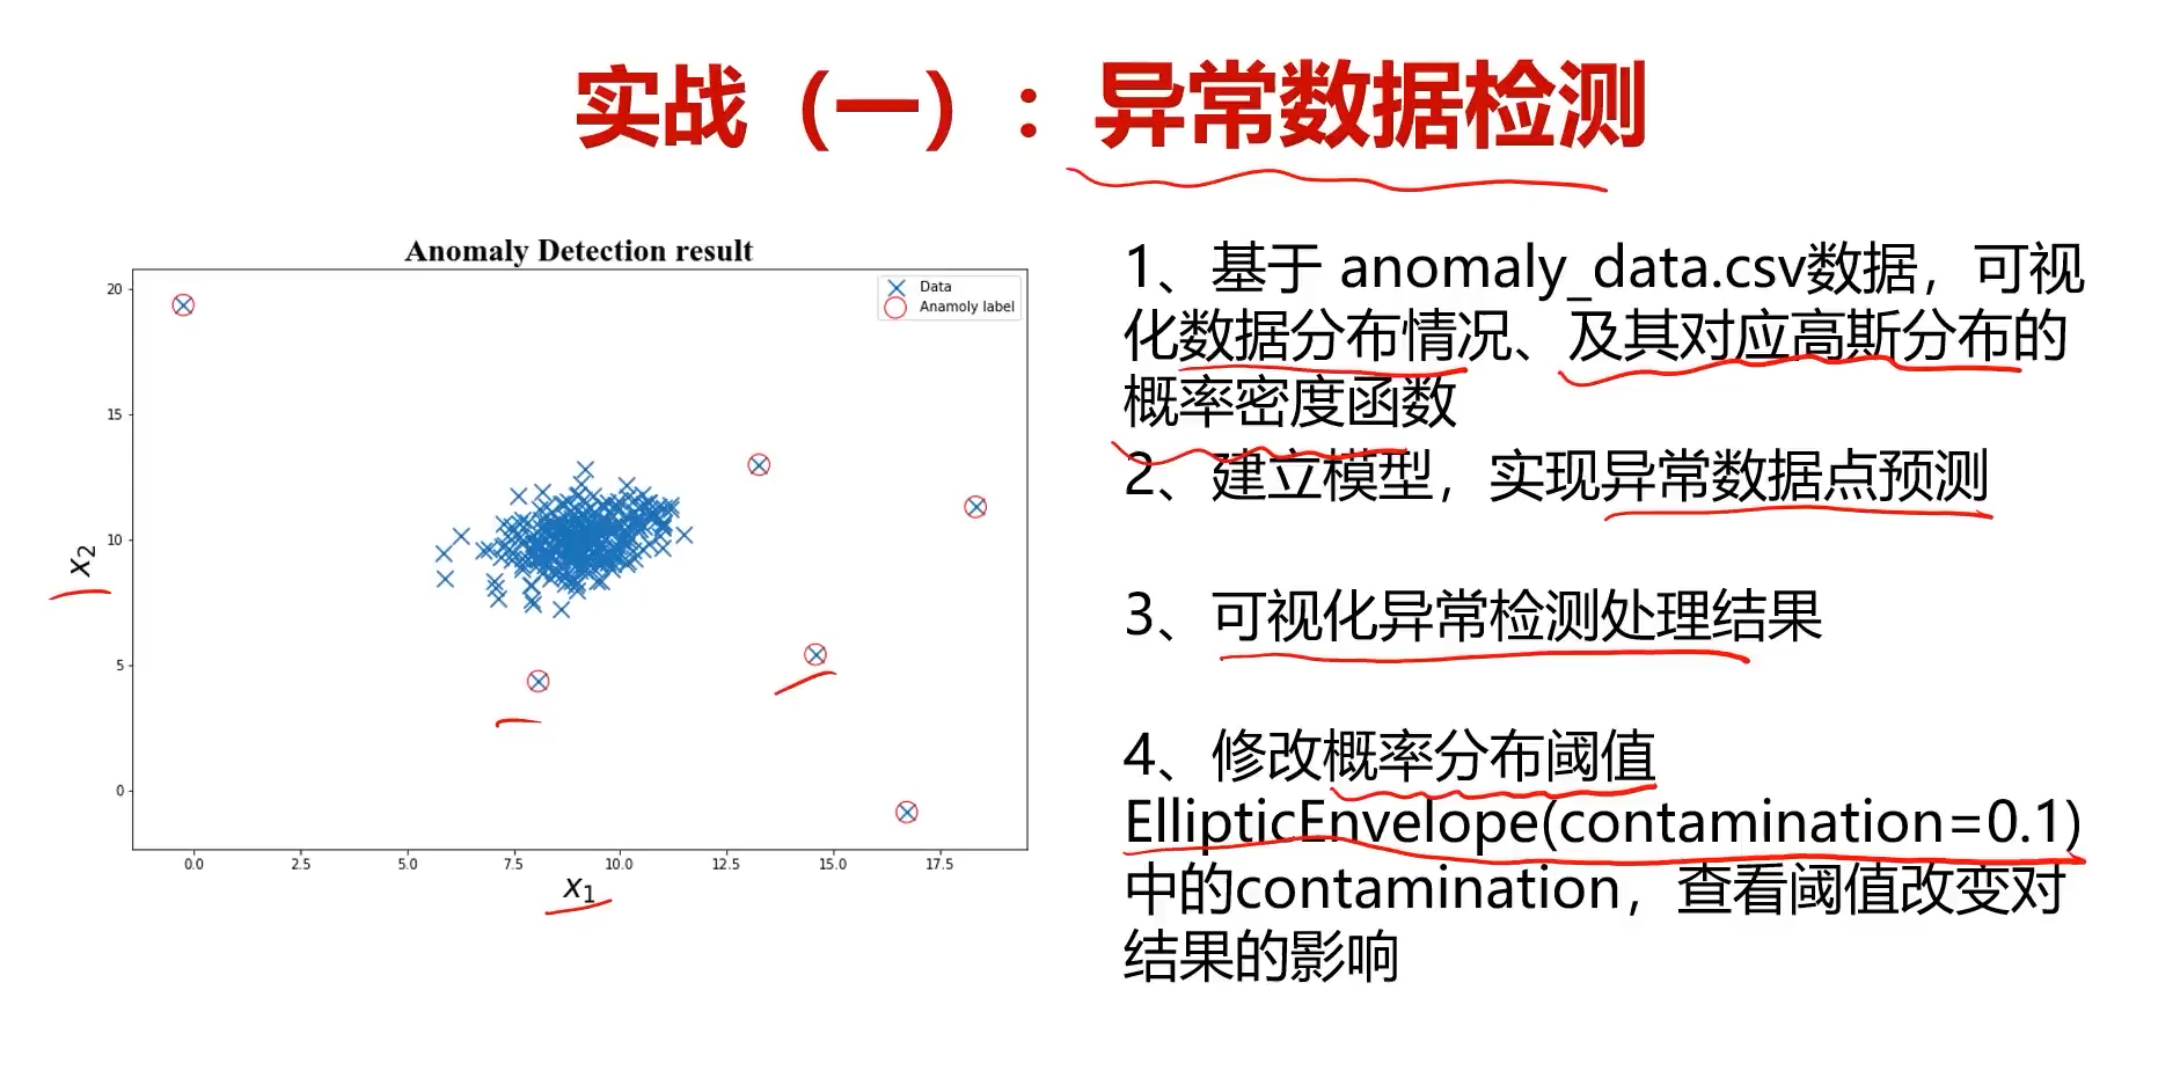 实战（一）：异常数据检测
Anomaly Detection result
Data
Anamoly label
20
15
10
5
0
x2
0.0 2.5 5.0 7.5 10.0 12.5 15.0 17.5
x1
1、基于 anomaly_data.csv数据，可视
化数据分布情况、及其对应高斯分布的
概率密度函数
2、建立模型，实现异常数据点预测
3、可视化异常检测处理结果
4、修改概率分布阈值
EllipticEnvelope(contamination=0.1)
中的contamination，查看阈值改变对
结果的影响